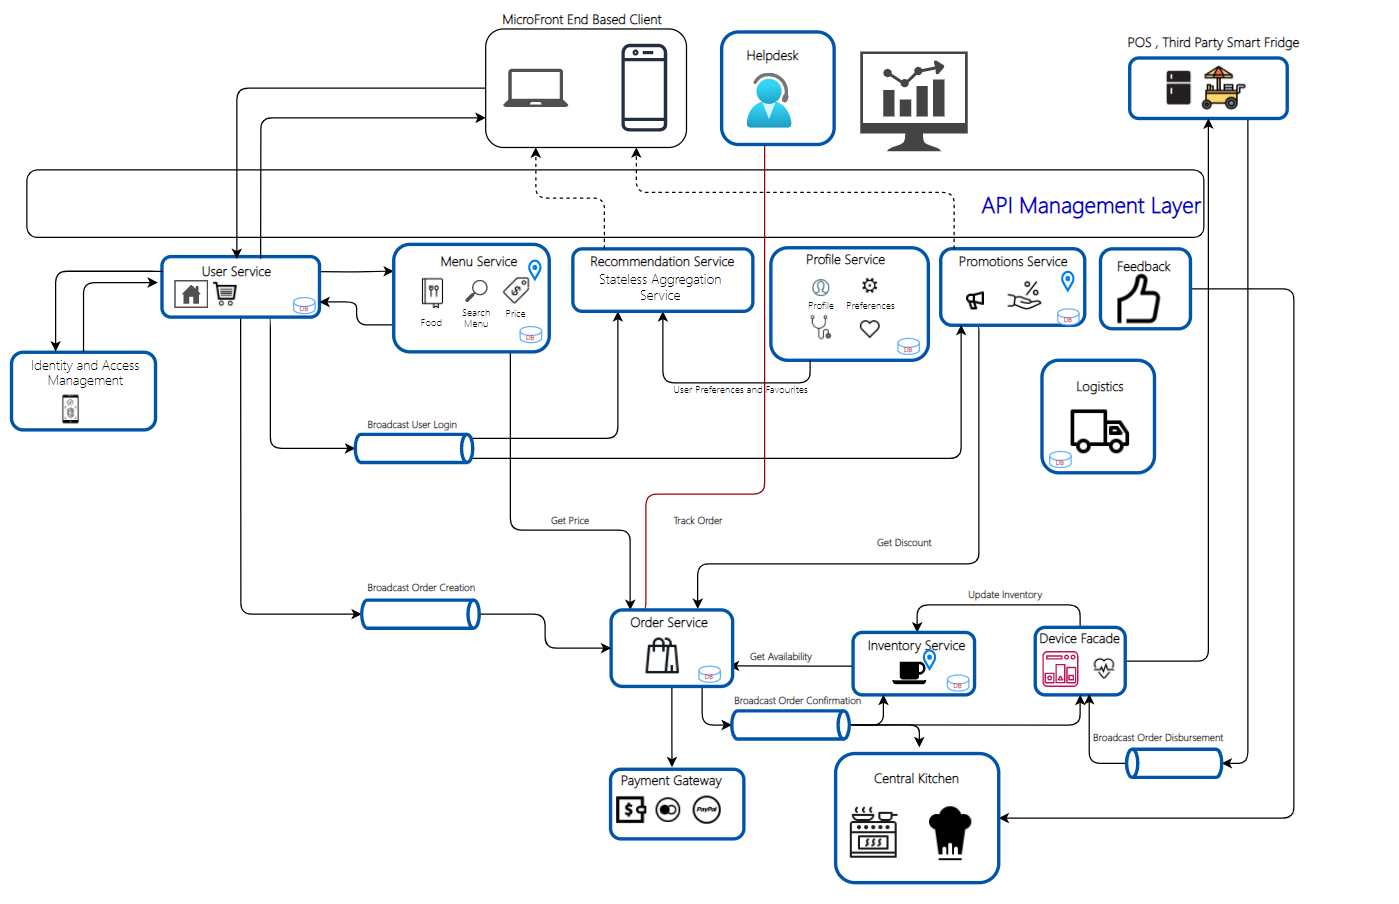 MicroFront End Based Client
Helpdesk
POS , Third Party Smart Fridge
API Management Layer
User Service
DB
Menu Service
Food
Search
Menu
Price
DB
Recommendation Service
Stateless Aggregation
Service
Profile Service
Profile
Preferences
DB
Promotions Service
%
DB
Feedback
Identity and Access
Management
User Preferences and Favourites
Logistics
DB
Broadcast User Login
Get Price
Track Order
Get Discount
Broadcast Order Creation
Update Inventory
Order Service
DB
Get Availability
Inventory Service
DB
Device Facade
Broadcast Order Confirmation
Broadcast Order Disbursement
Payment Gateway
$
PayPal
Central Kitchen